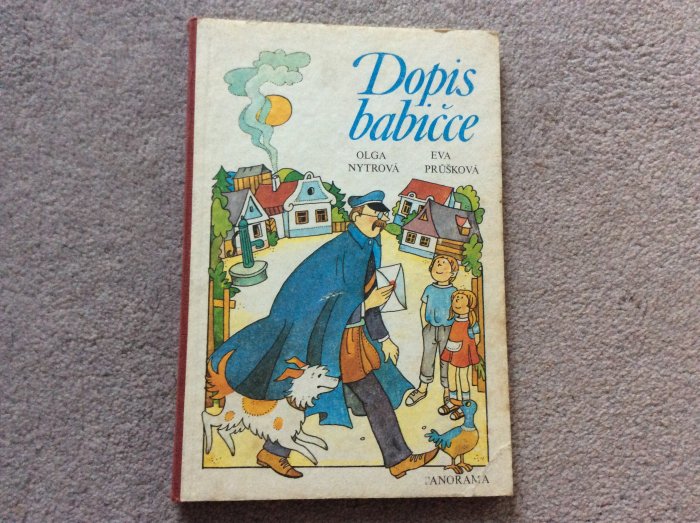 Dopis
babičce
OLGA EVA
NYTROVÁ PRŮŠKOVÁ
PANORAMA